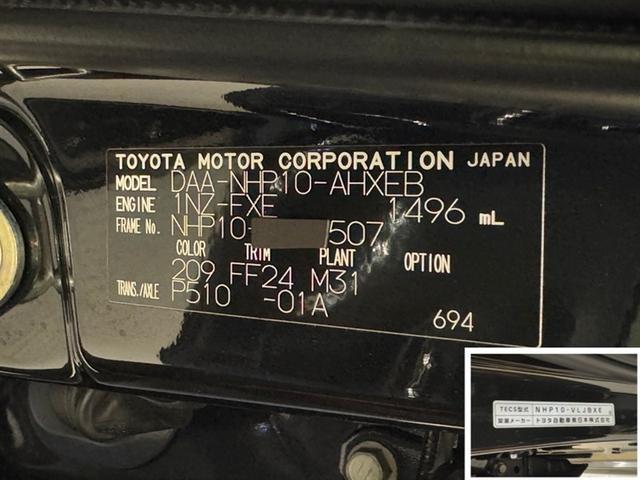 TOYOTA MOTOR CORPORATION JAPAN
MODEL DAA-NHP10-AHXEB
ENGINE 1NZ-FXE 1496 mL
FRAME No. NHP10- 507
COLOR TRIM PLANT OPTION
209 FF24 M31
TRANS./AXLE P510 -01A
694
TECS型式 NHP10-VLJBXE
架装メーカー トヨタ自動車東日本株式会社